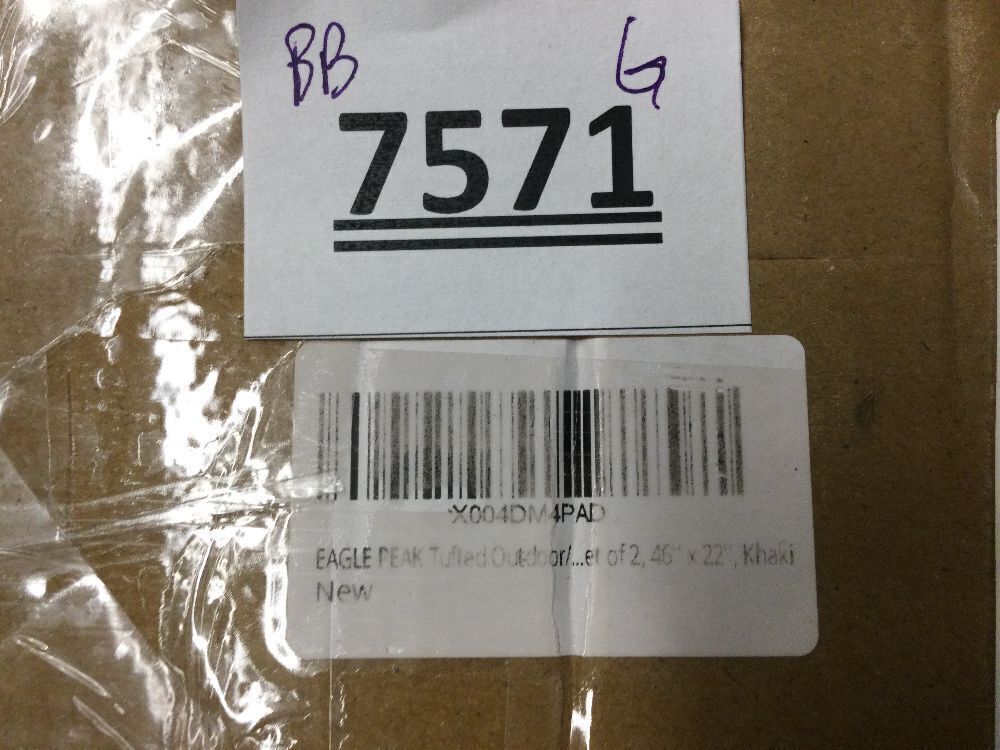 BB G
7571
X004DM4PAD
EAGLE PEAK Tufted Outdoor/...et of 2, 46" x 22", Khaki
New